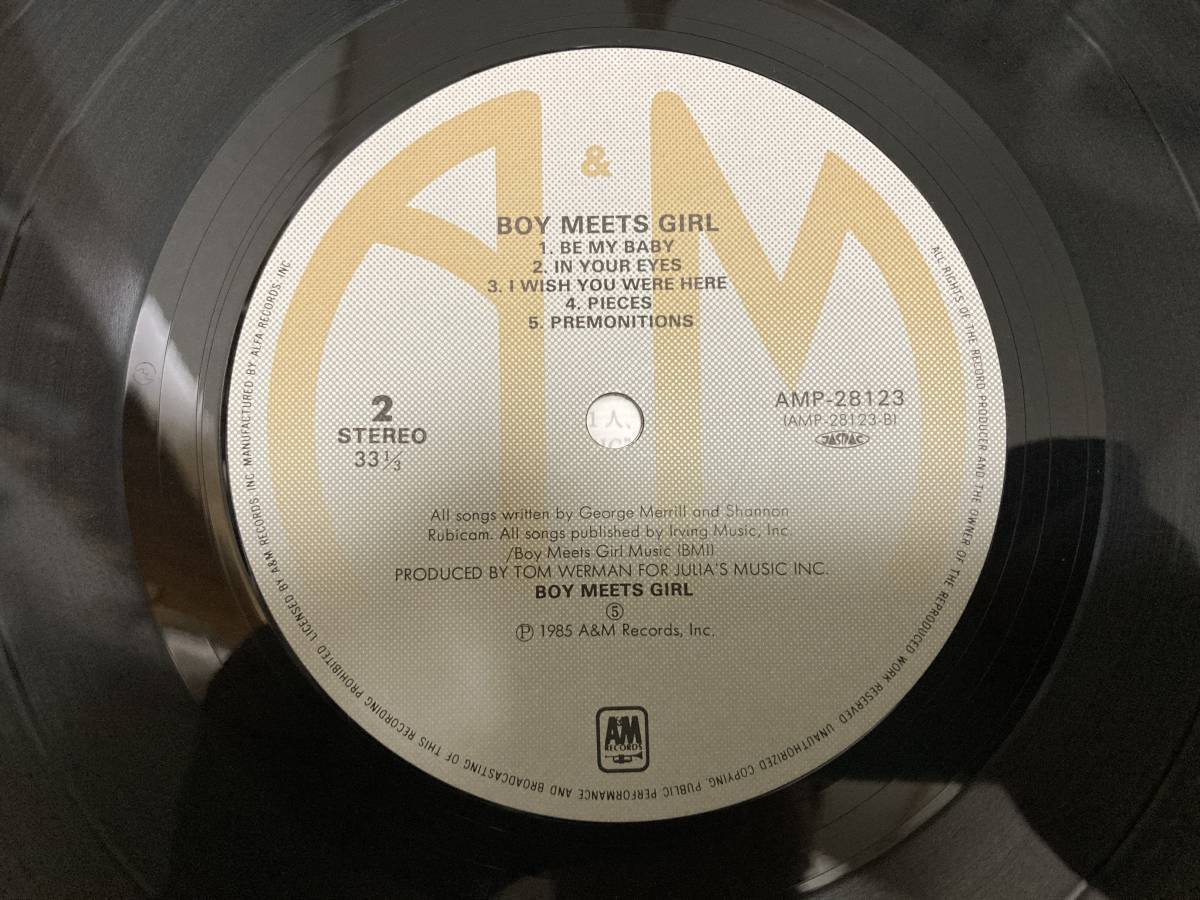 &
BOY MEETS GIRL
1. BE MY BABY
2. IN YOUR EYES
3. I WISH YOU WERE HERE
4. PIECES
5. PREMONITIONS
2
STEREO
33 1/3
AMP-28123
(AMP-28123-B)
JASRAC
All songs written by George Merrill and Shannon
Rubicam. All songs published by Irving Music, Inc.
/Boy Meets Girl Music (BMI)
PRODUCED BY TOM WERMAN FOR JULIA'S MUSIC INC.
BOY MEETS GIRL
⑤
Ⓟ 1985 A&M Records, Inc.
A&M
RECORDS
ALL RIGHTS OF THE RECORD PRODUCER AND THE OWNER OF THE REPRODUCED WORK RESERVED. UNAUTHORIZED COPYING, PUBLIC PERFORMANCE AND BROADCASTING OF THIS RECORDING PROHIBITED. LICENSED BY A&M RECORDS INC. MANUFACTURED BY ALFA RECORDS, INC